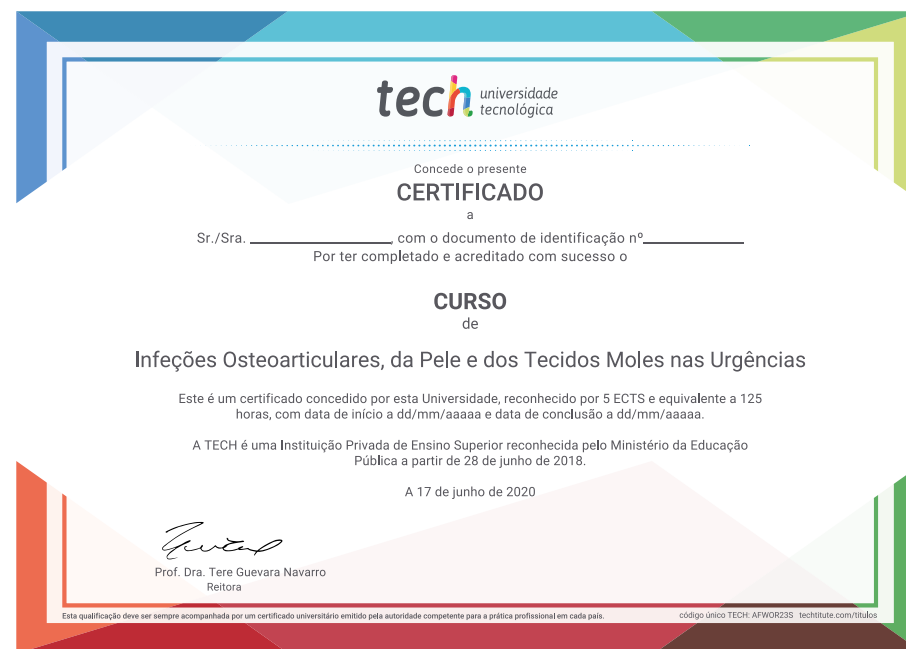 tech universidade
tecnológica
Concede o presente
CERTIFICADO
a
Sr./Sra. ____________________, com o documento de identificação nº______________
Por ter completado e acreditado com sucesso o
CURSO
de
Infeções Osteoarticulares, da Pele e dos Tecidos Moles nas Urgências
Este é um certificado concedido por esta Universidade, reconhecido por 5 ECTS e equivalente a 125
horas, com data de início a dd/mm/aaaaa e data de conclusão a dd/mm/aaaaa.
A TECH é uma Instituição Privada de Ensino Superior reconhecida pelo Ministério da Educação
Pública a partir de 28 de junho de 2018.
A 17 de junho de 2020
Prof. Dra. Tere Guevara Navarro
Reitora
Esta qualificação deve ser sempre acompanhada por um certificado universitário emitido pela autoridade competente para a prática profissional em cada país.
código único TECH: AFWOR23S techtitute.com/titulos